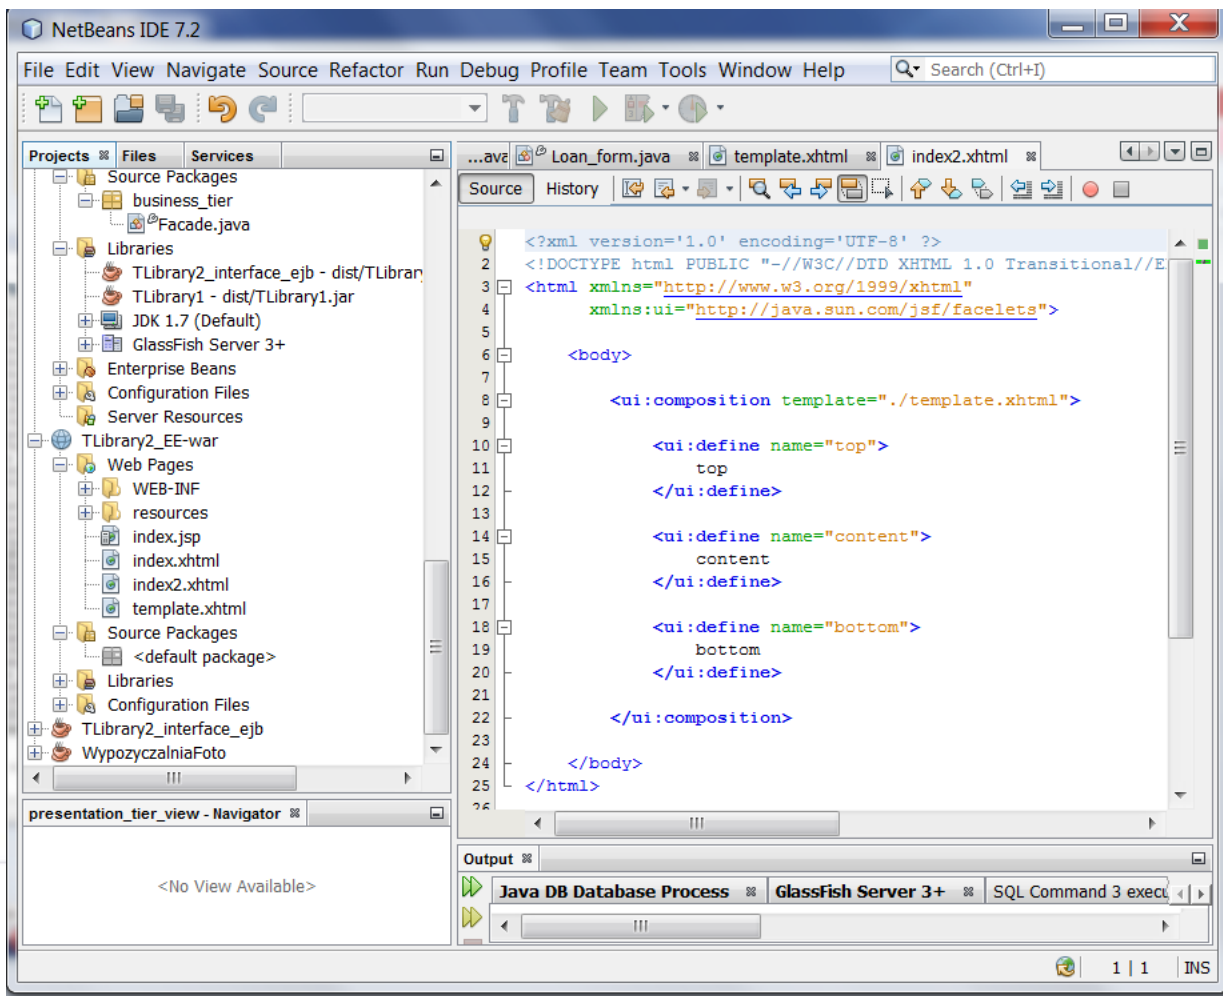 NetBeans IDE 7.2
File Edit View Navigate Source Refactor Run Debug Profile Team Tools Window Help
Search (Ctrl+I)
Projects Files Services
Source Packages
business_tier
Facade.java
Libraries
TLibrary2_interface_ejb - dist/TLibrary
TLibrary1 - dist/TLibrary1.jar
JDK 1.7 (Default)
GlassFish Server 3+
Enterprise Beans
Configuration Files
Server Resources
TLibrary2_EE-war
Web Pages
WEB-INF
resources
index.jsp
index.xhtml
index2.xhtml
template.xhtml
Source Packages
<default package>
Libraries
Configuration Files
TLibrary2_interface_ejb
WypozyczalniaFoto
presentation_tier_view - Navigator
<No View Available>
...ava Loan_form.java template.xhtml index2.xhtml
Source History
<?xml version='1.0' encoding='UTF-8' ?>
2 <!DOCTYPE html PUBLIC "-//W3C//DTD XHTML 1.0 Transitional//E
3 <html xmlns="http://www.w3.org/1999/xhtml"
4 xmlns:ui="http://java.sun.com/jsf/facelets">
5
6 <body>
7
8 <ui:composition template="./template.xhtml">
9
10 <ui:define name="top">
11 top
12 </ui:define>
13
14 <ui:define name="content">
15 content
16 </ui:define>
17
18 <ui:define name="bottom">
19 bottom
20 </ui:define>
21
22 </ui:composition>
23
24 </body>
25 </html>
26
Output
Java DB Database Process GlassFish Server 3+ SQL Command 3 execu
1 | 1 INS